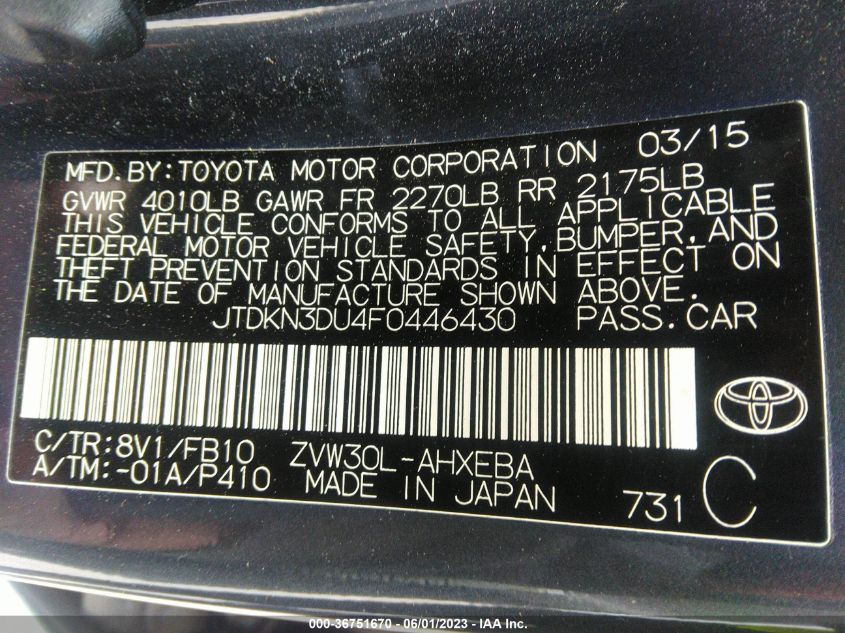 MFD.BY:TOYOTA MOTOR CORPORATION 03/15
GVWR 4010LB GAWR FR 2270LB RR 2175LB
THIS VEHICLE CONFORMS TO ALL APPLICABLE
FEDERAL MOTOR VEHICLE SAFETY,BUMPER,AND
THEFT PREVENTION STANDARDS IN EFFECT ON
THE DATE OF MANUFACTURE SHOWN ABOVE.
JTDKN3DU4F0446430 PASS.CAR
C/TR:8V1/FB10 ZVW30L-AHXEBA
A/TM:-01A/P410 MADE IN JAPAN 731 C
000-36751670 - 06/01/2023 - IAA Inc.